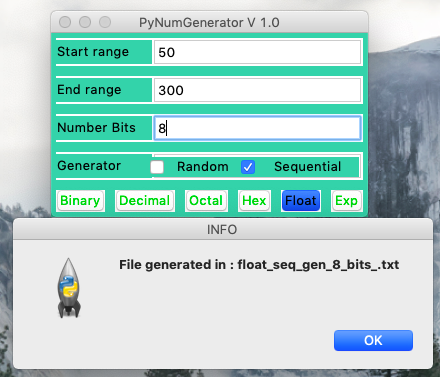 PyNumGenerator V 1.0
Start range 50
End range 300
Number Bits 8
Generator Random Sequential
Binary Decimal Octal Hex Float Exp
INFO
File generated in : float_seq_gen_8_bits_.txt
OK